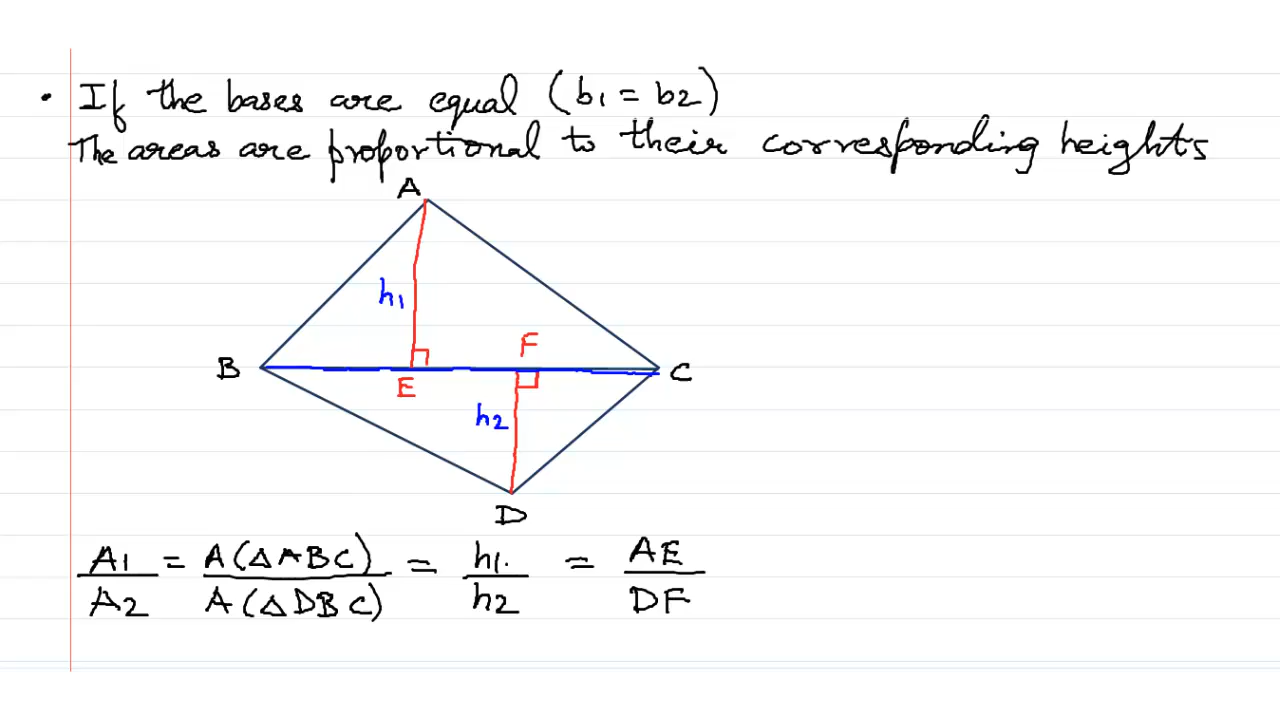 • If the bases are equal (b1 = b2)
The areas are proportional to their corresponding heights
A
h1
F
B
E
C
h2
D
A1/A2 = A(△ABC)/A(△DBC) = h1./h2 = AE/DF